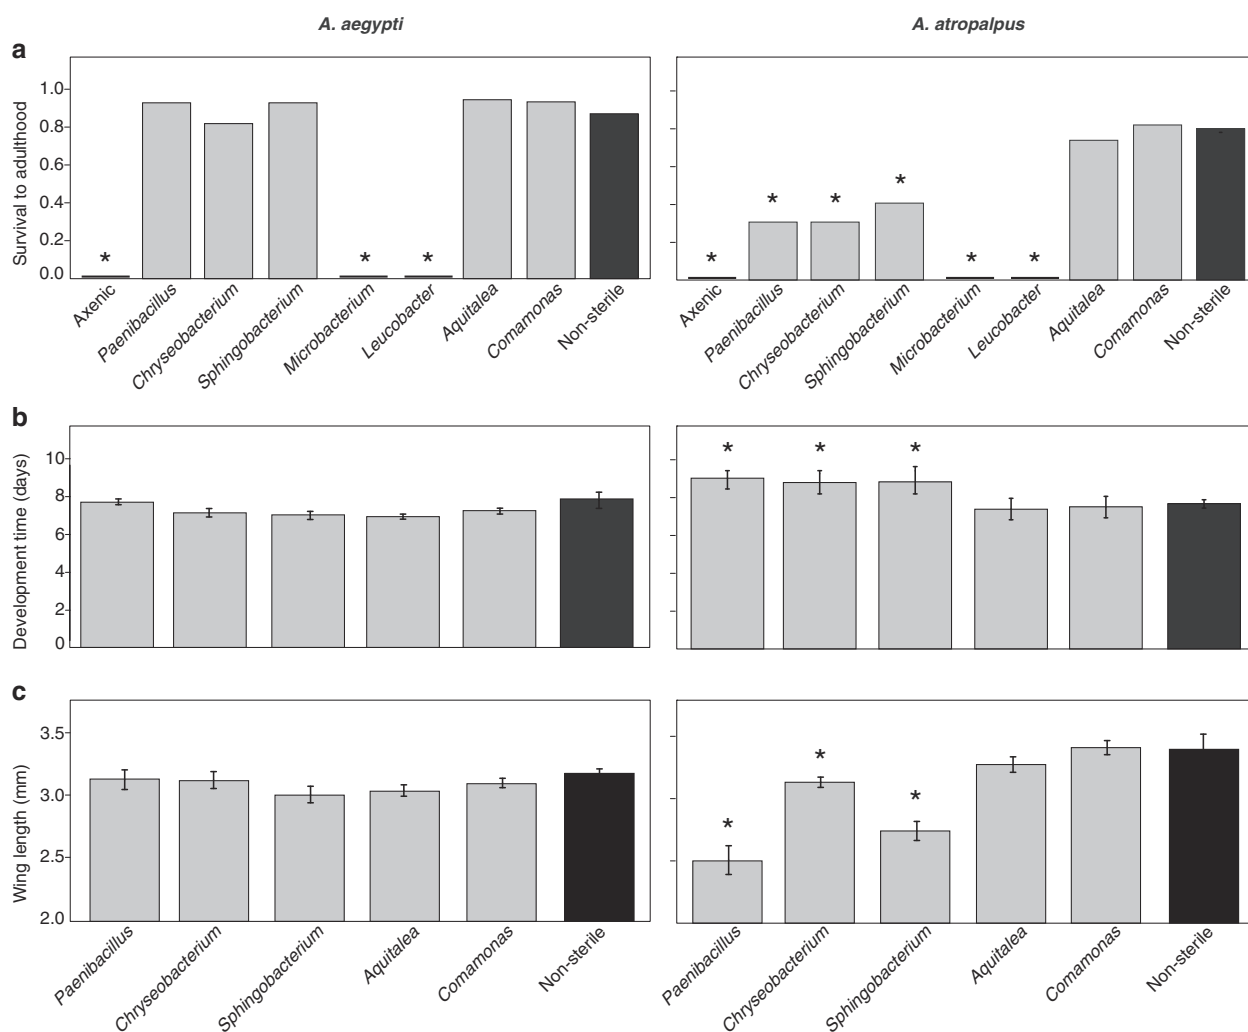 A. aegypti
A. atropalpus
a
Survival to adulthood
1.0
0.8
0.6
0.4
0.2
0.0
*
*
*
*
*
*
*
*
*
Axenic
Paenibacillus
Chryseobacterium
Sphingobacterium
Microbacterium
Leucobacter
Aquitalea
Comamonas
Non-sterile
Axenic
Paenibacillus
Chryseobacterium
Sphingobacterium
Microbacterium
Leucobacter
Aquitalea
Comamonas
Non-sterile
b
Development time (days)
10
8
6
4
2
0
*
*
*
c
Wing length (mm)
3.5
3.0
2.5
2.0
*
*
*
Paenibacillus
Chryseobacterium
Sphingobacterium
Aquitalea
Comamonas
Non-sterile
Paenibacillus
Chryseobacterium
Sphingobacterium
Aquitalea
Comamonas
Non-sterile